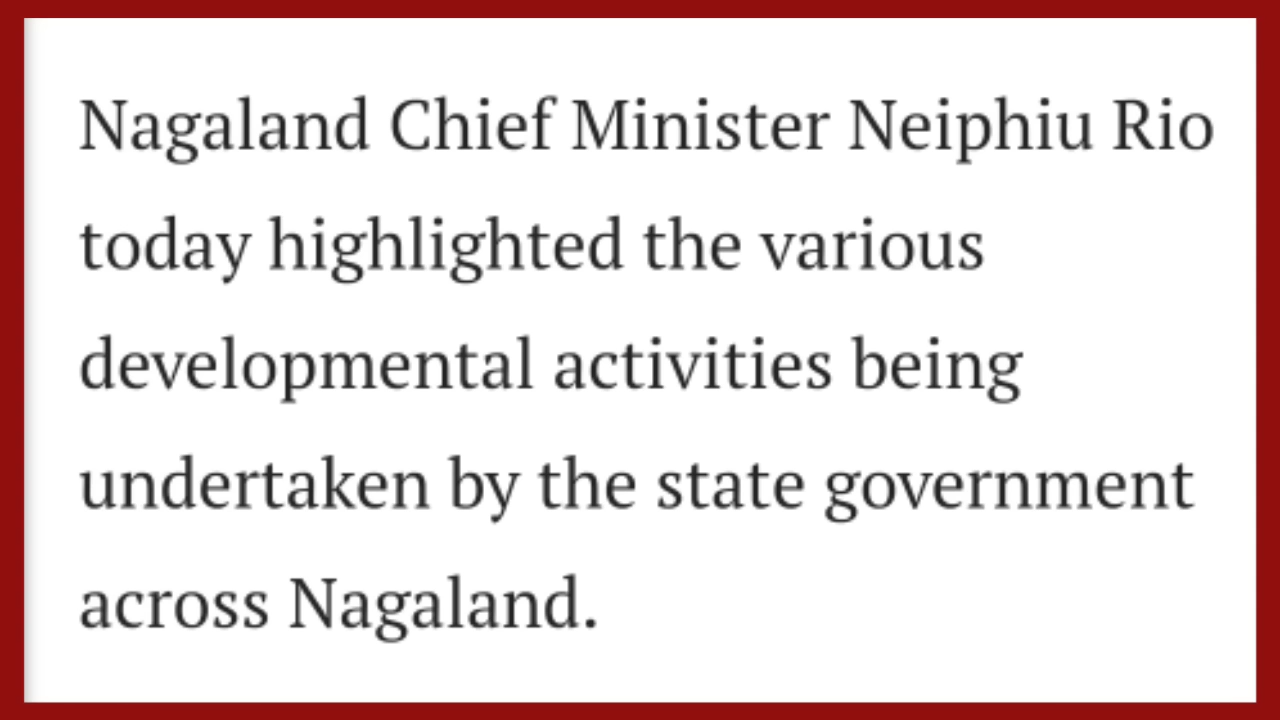 Nagaland Chief Minister Neiphiu Rio
today highlighted the various
developmental activities being
undertaken by the state government
across Nagaland.